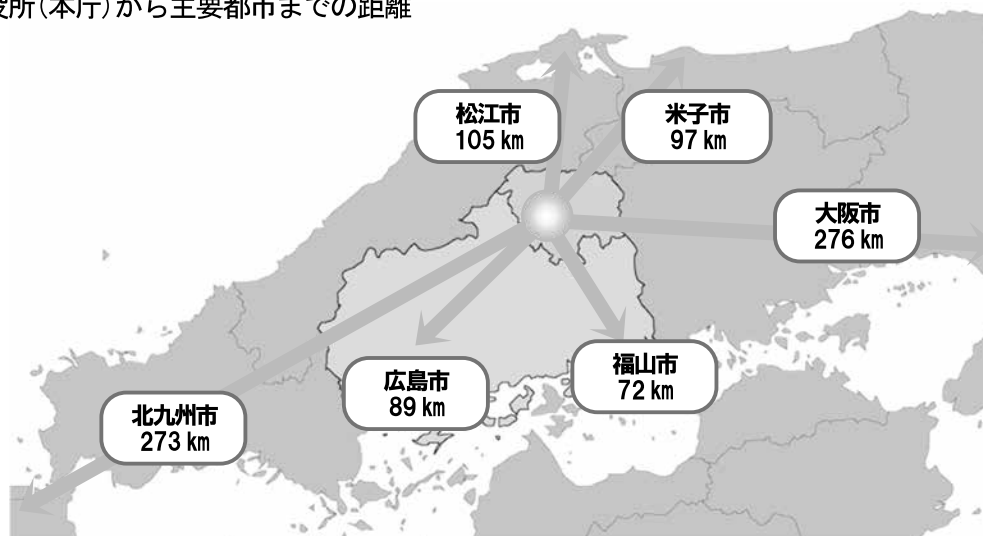 役所（本庁）から主要都市までの距離
松江市
105 km
米子市
97 km
大阪市
276 km
福山市
72 km
広島市
89 km
北九州市
273 km